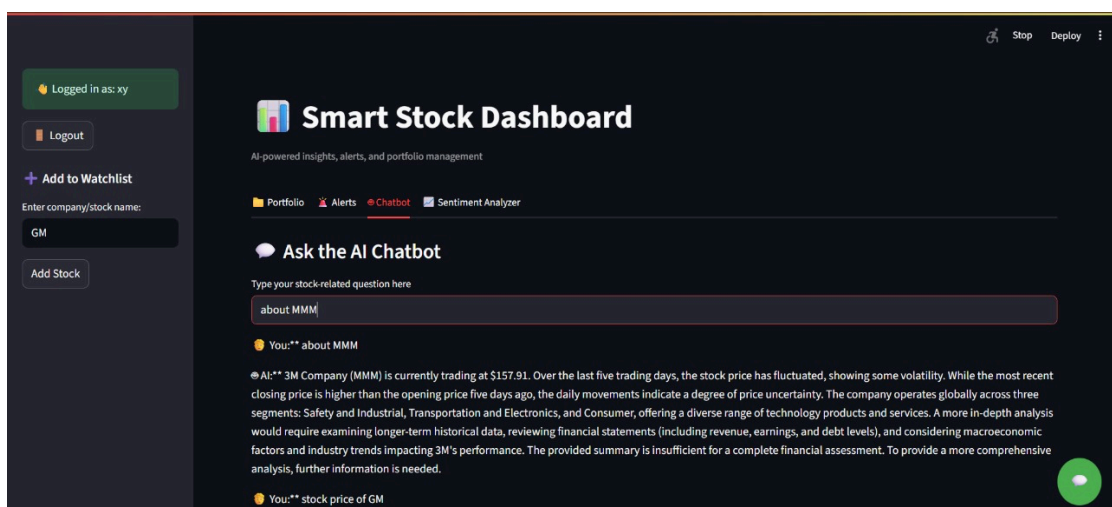 Stop Deploy
Logged in as: xy
Logout
Add to Watchlist
Enter company/stock name:
GM
Add Stock
Smart Stock Dashboard
AI-powered insights, alerts, and portfolio management
Portfolio Alerts Chatbot Sentiment Analyzer
Ask the AI Chatbot
Type your stock-related question here
about MMM
You:** about MMM
AI:** 3M Company (MMM) is currently trading at $157.91. Over the last five trading days, the stock price has fluctuated, showing some volatility. While the most recent
closing price is higher than the opening price five days ago, the daily movements indicate a degree of price uncertainty. The company operates globally across three
segments: Safety and Industrial, Transportation and Electronics, and Consumer, offering a diverse range of technology products and services. A more in-depth analysis
would require examining longer-term historical data, reviewing financial statements (including revenue, earnings, and debt levels), and considering macroeconomic
factors and industry trends impacting 3M's performance. The provided summary is insufficient for a complete financial assessment. To provide a more comprehensive
analysis, further information is needed.
You:** stock price of GM